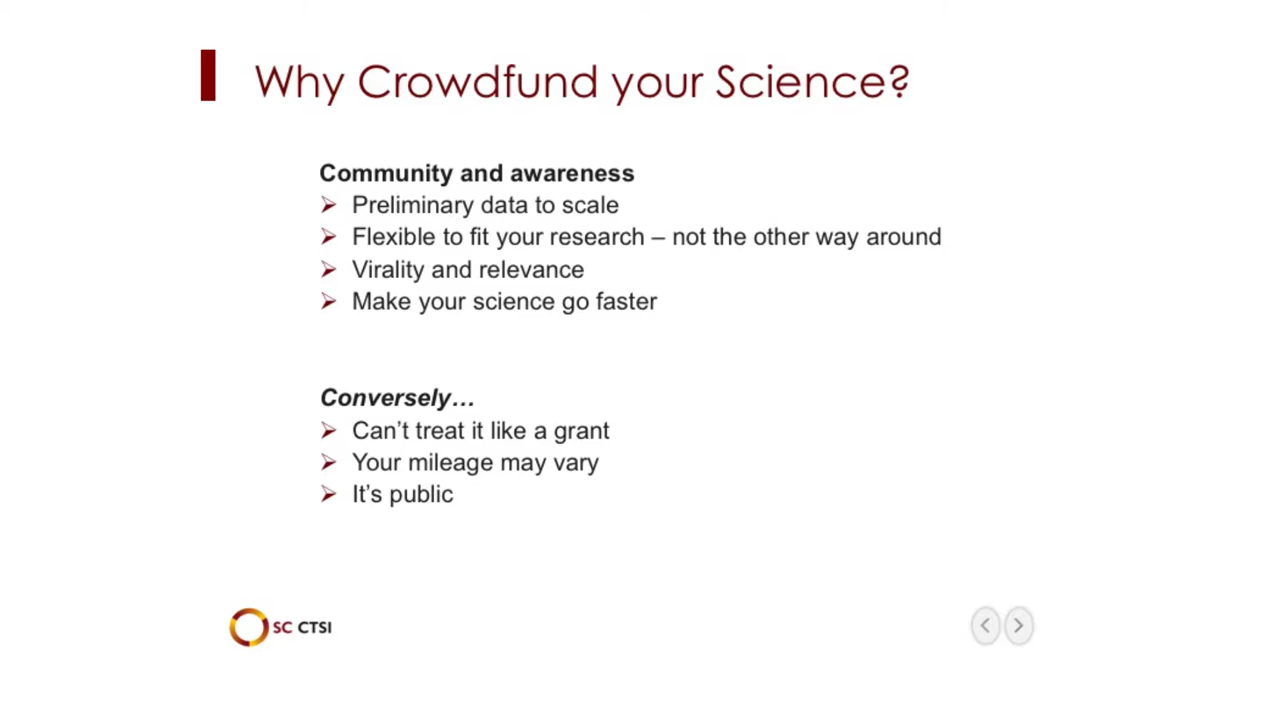 Why Crowdfund your Science?
Community and awareness
Preliminary data to scale
Flexible to fit your research – not the other way around
Virality and relevance
Make your science go faster
Conversely…
Can’t treat it like a grant
Your mileage may vary
It’s public
SC CTSI